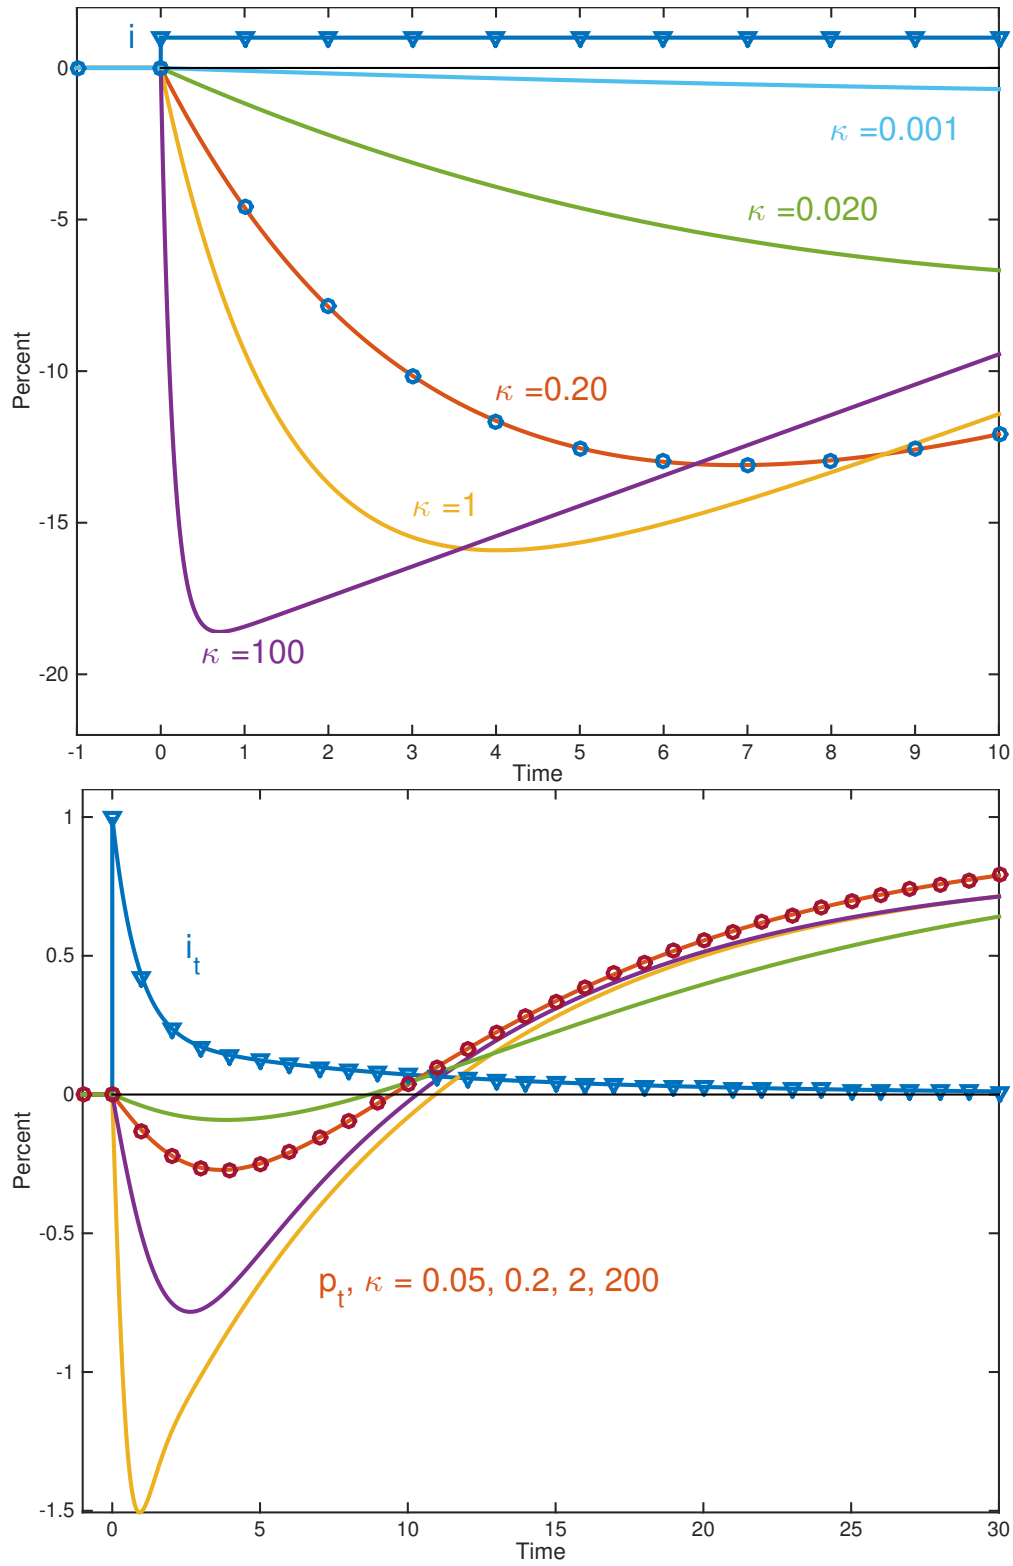 i
0
κ =0.001
-5
κ =0.020
Percent
-10
κ =0.20
-15
κ =1
κ =100
-20
-1 0 1 2 3 4 5 6 7 8 9 10
Time
1
i_t
0.5
0
Percent
-0.5
p_t, κ = 0.05, 0.2, 2, 200
-1
-1.5
0 5 10 15 20 25 30
Time